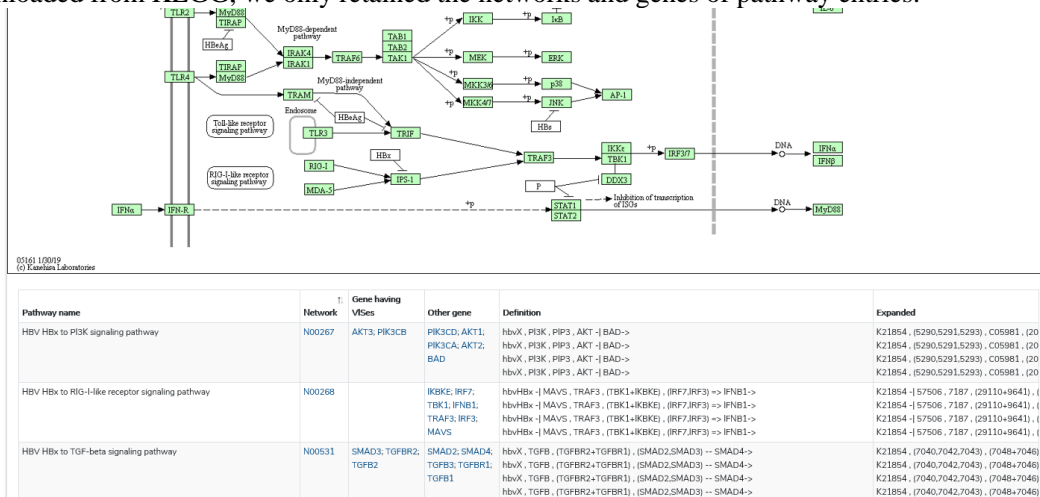 nloaded from KEGG, we only retained the networks and genes of pathway entries.
TLR2
MyD88
TIRAP
HBeAg
MyD88-dependent
pathway
IRAK4
IRAK1
TRAF6
TAB1
TAB2
TAK1
+p
IKK
IκB
+p
MEK
ERK
TLR4
TIRAP
MyD88
MyD88-independent
pathway
TRAM
+p
MKK3/6
+p
p38
+p
MKK4/7
+p
JNK
AP-1
HBs
Endosome
HBeAg
Toll-like receptor
signaling pathway
TLR3
TRIF
HBx
RIG-I-like receptor
signaling pathway
RIG-I
MDA-5
IPS-1
TRAF3
IKKε
TBK1
+p
IRF3/7
DNA
IFNα
IFNβ
DDX3
P
Inhibition of transcription
of ISGs
IFNα
IFN-R
+p
STAT1
STAT2
DNA
MyD88
05161 1/30/19
(c) Kanehisa Laboratories
Pathway name ↑ Network Gene having VISes Other gene Definition Expanded
HBV HBx to PI3K signaling pathway N00267 AKT3; PIK3CB PIK3CD; AKT1; hbvX , PI3K , PIP3 , AKT -| BAD-> K21854 , (5290,5291,5293) , C05981 , (20
PIK3CA; AKT2; hbvX , PI3K , PIP3 , AKT -| BAD-> K21854 , (5290,5291,5293) , C05981 , (20
BAD hbvX , PI3K , PIP3 , AKT -| BAD-> K21854 , (5290,5291,5293) , C05981 , (20
hbvX , PI3K , PIP3 , AKT -| BAD-> K21854 , (5290,5291,5293) , C05981 , (20
HBV HBx to RIG-I-like receptor signaling pathway N00268 IKBKE; IRF7; hbvHBx -| MAVS , TRAF3 , (TBK1+IKBKE) , (IRF7,IRF3) => IFNB1-> K21854 -| 57506 , 7187 , (29110+9641) , (
TBK1; IFNB1; hbvHBx -| MAVS , TRAF3 , (TBK1+IKBKE) , (IRF7,IRF3) => IFNB1-> K21854 -| 57506 , 7187 , (29110+9641) , (
TRAF3; IRF3; hbvHBx -| MAVS , TRAF3 , (TBK1+IKBKE) , (IRF7,IRF3) => IFNB1-> K21854 -| 57506 , 7187 , (29110+9641) , (
MAVS hbvHBx -| MAVS , TRAF3 , (TBK1+IKBKE) , (IRF7,IRF3) => IFNB1-> K21854 -| 57506 , 7187 , (29110+9641) , (
HBV HBx to TGF-beta signaling pathway N00531 SMAD3; TGFBR2; SMAD2; SMAD4; hbvX , TGFB , (TGFBR2+TGFBR1) , (SMAD2,SMAD3) -- SMAD4-> K21854 , (7040,7042,7043) , (7048+7046)
TGFB2 TGFB3; TGFBR1; hbvX , TGFB , (TGFBR2+TGFBR1) , (SMAD2,SMAD3) -- SMAD4-> K21854 , (7040,7042,7043) , (7048+7046)
TGFB1 hbvX , TGFB , (TGFBR2+TGFBR1) , (SMAD2,SMAD3) -- SMAD4-> K21854 , (7040,7042,7043) , (7048+7046)
hbvX , TGFB , (TGFBR2+TGFBR1) , (SMAD2,SMAD3) -- SMAD4-> K21854 , (7040,7042,7043) , (7048+7046)